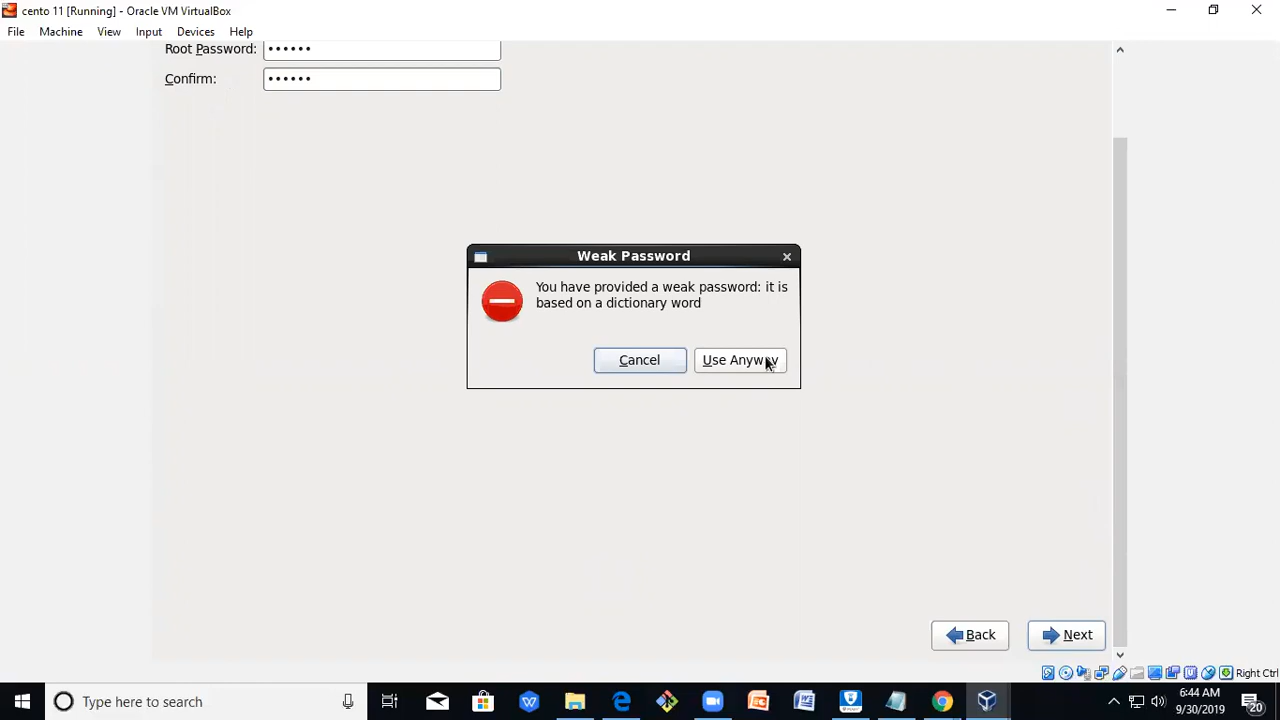 cento 11 [Running] - Oracle VM VirtualBox
File Machine View Input Devices Help
Root Password: ••••••
Confirm: ••••••
Weak Password
You have provided a weak password: it is
based on a dictionary word
Cancel Use Anyway
Back Next
Right Ctrl
Type here to search
6:44 AM
9/30/2019
20